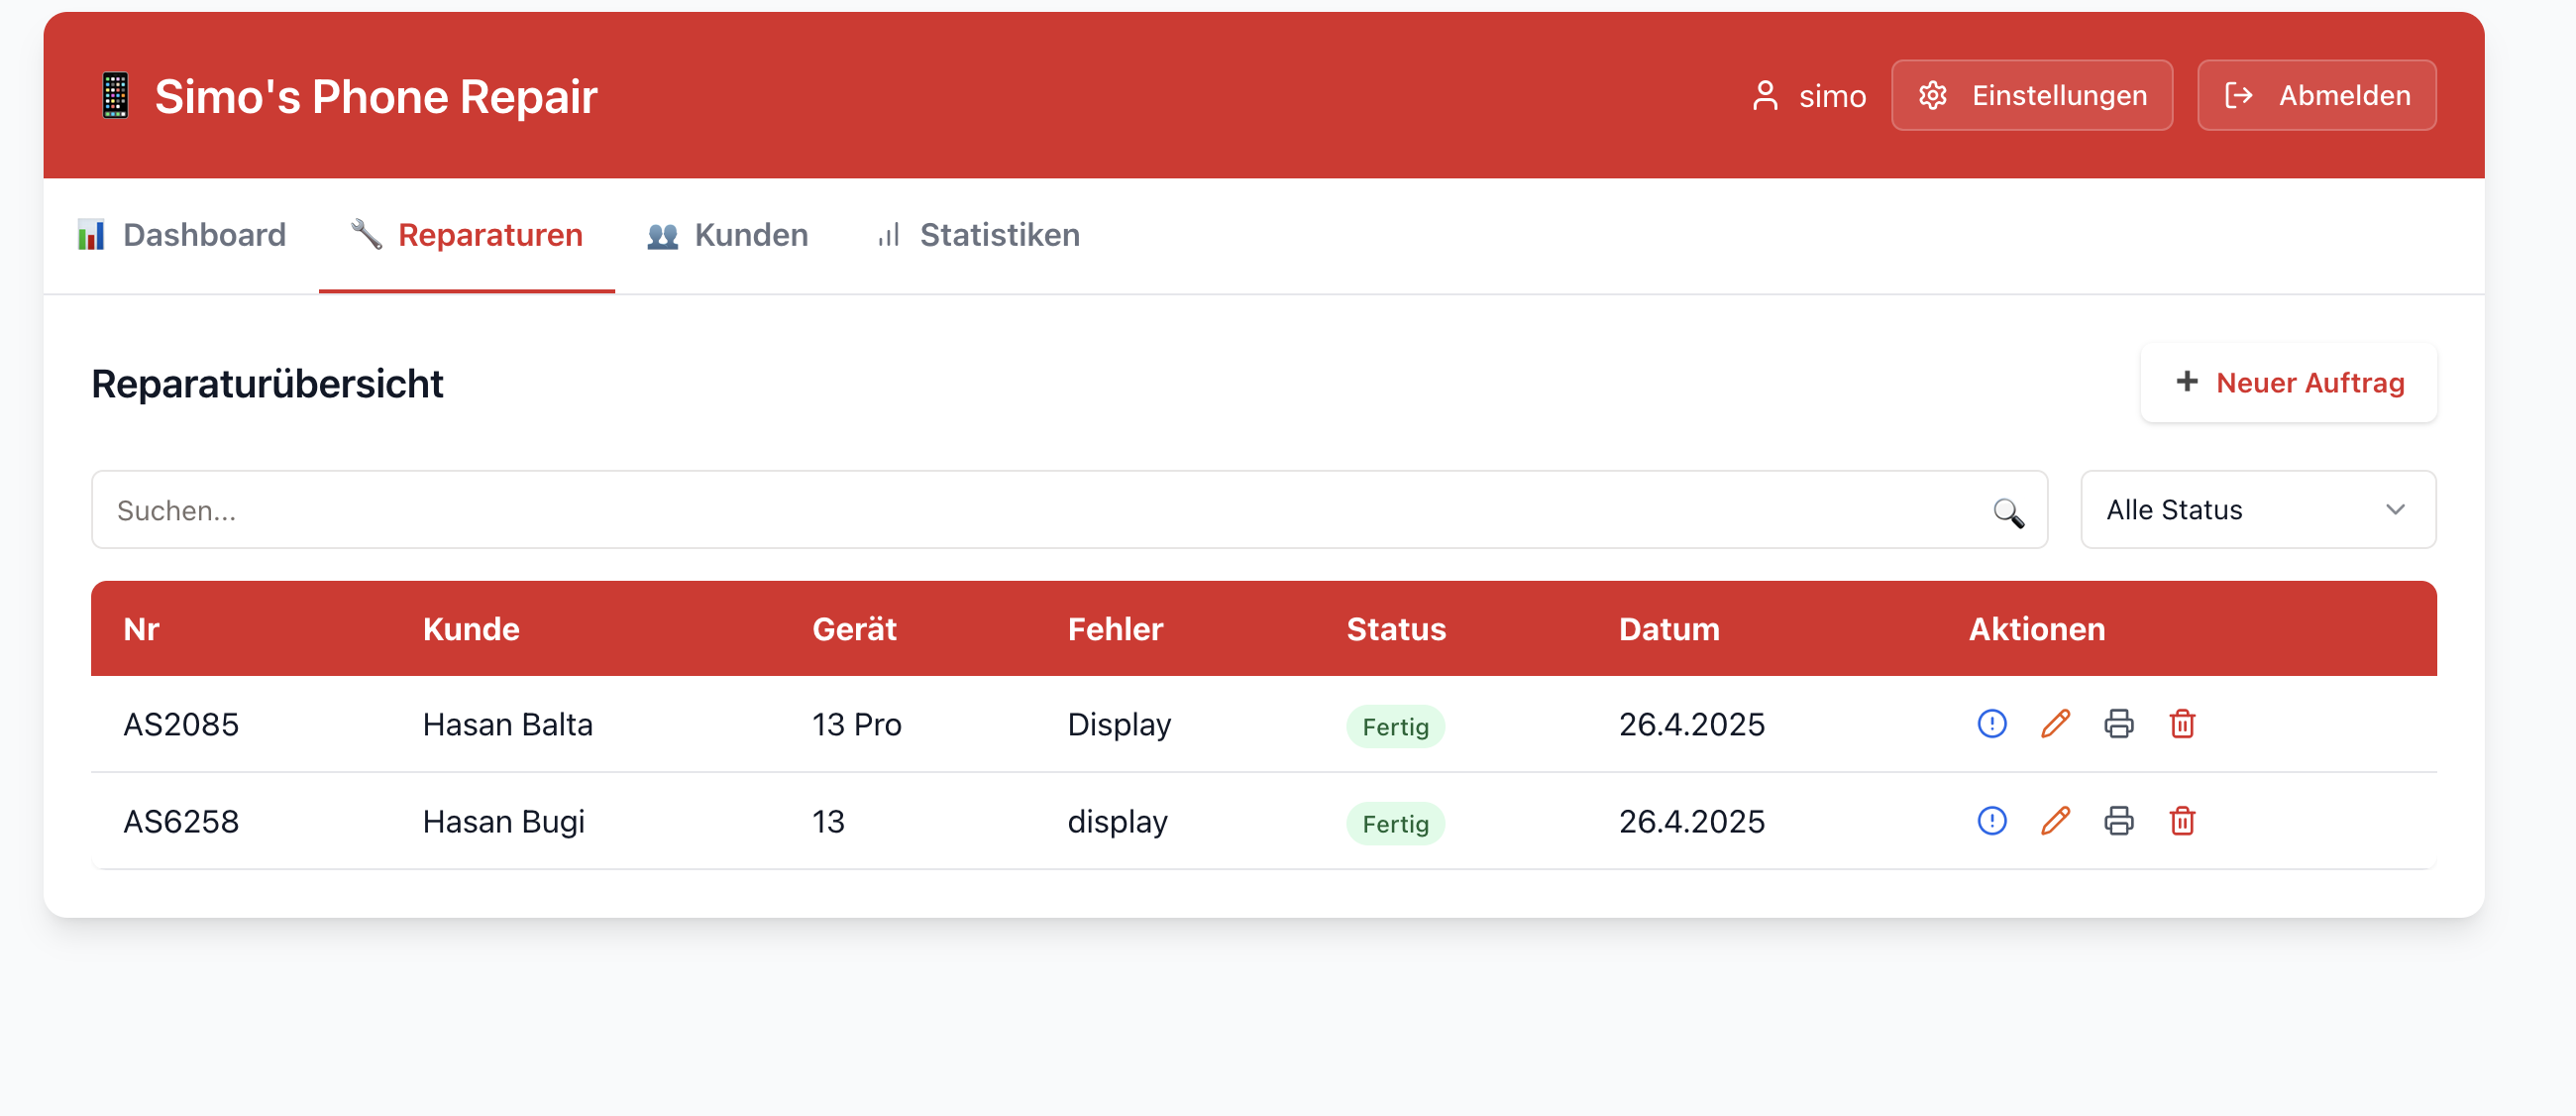 Simo's Phone Repair
simo
Einstellungen
Abmelden
Dashboard
Reparaturen
Kunden
Statistiken
Reparaturübersicht
+ Neuer Auftrag
Suchen...
Alle Status
Nr Kunde Gerät Fehler Status Datum Aktionen
AS2085 Hasan Balta 13 Pro Display Fertig 26.4.2025
AS6258 Hasan Bugi 13 display Fertig 26.4.2025